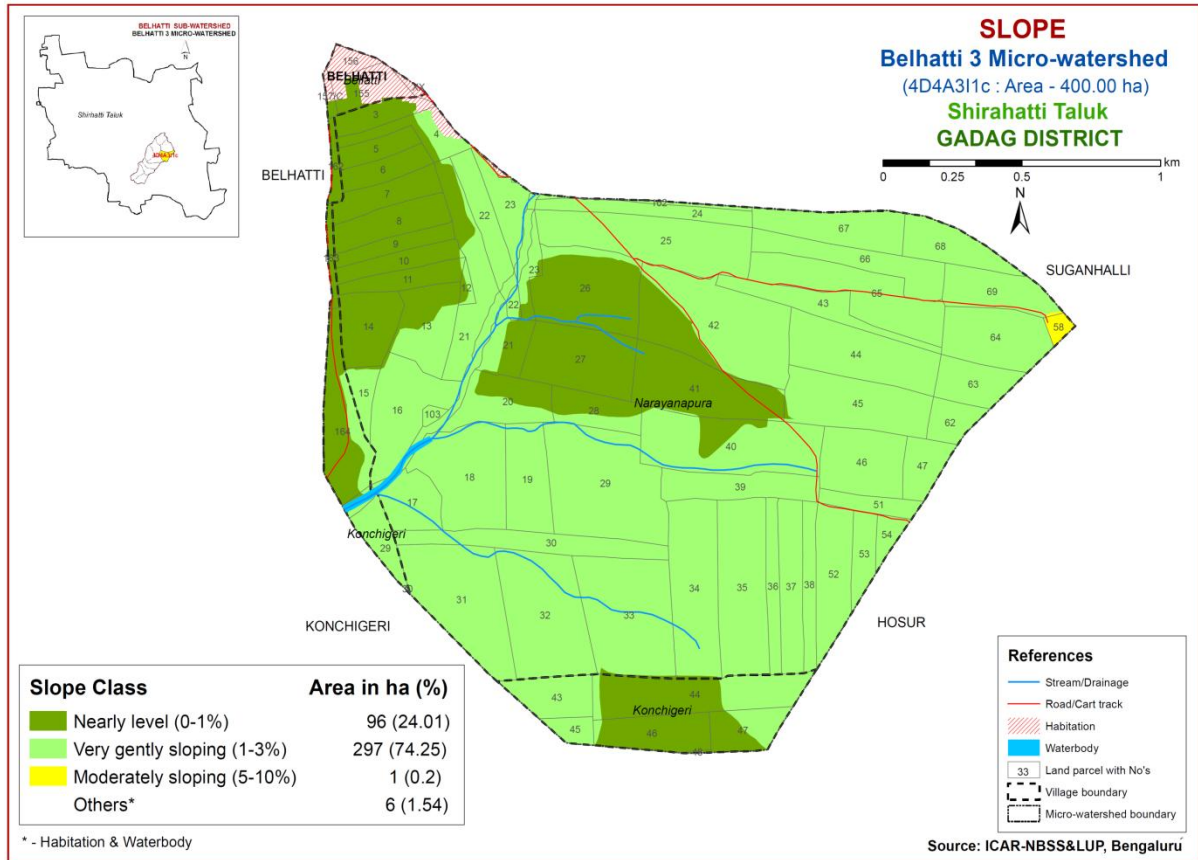 BELHATTI SUB-WATERSHED
BELHATTI 3 MICRO-WATERSHED
N
Shirhatti Taluk
4D4A3I1c
SLOPE
Belhatti 3 Micro-watershed
(4D4A3I1c : Area - 400.00 ha)
Shirahatti Taluk
GADAG DISTRICT
km
0 0.25 0.5 1
N
156
BELHATTI
Belhatti
155
XX
3
4
5
BELHATTI
6
7
22 23
162 24
8
67
68
25
9
66
SUGANHALLI
10
23
11
12
26
43
65
69
22
14
13
42
58
21
21
64
27
44
15
41
63
16
20
28
Narayanapura
45
103
62
164
40
18
19
29
39
46
47
17
51
Konchigeri
29
30
54
53
52
30
31
32
33
34
35
36
37
38
KONCHIGERI
HOSUR
43
44
Konchigeri
45
46
47
48
Slope Class Area in ha (%)
Nearly level (0-1%) 96 (24.01)
Very gently sloping (1-3%) 297 (74.25)
Moderately sloping (5-10%) 1 (0.2)
Others* 6 (1.54)
* - Habitation & Waterbody
References
Stream/Drainage
Road/Cart track
Habitation
Waterbody
33 Land parcel with No's
Village boundary
Micro-watershed boundary
Source: ICAR-NBSS&LUP, Bengaluru